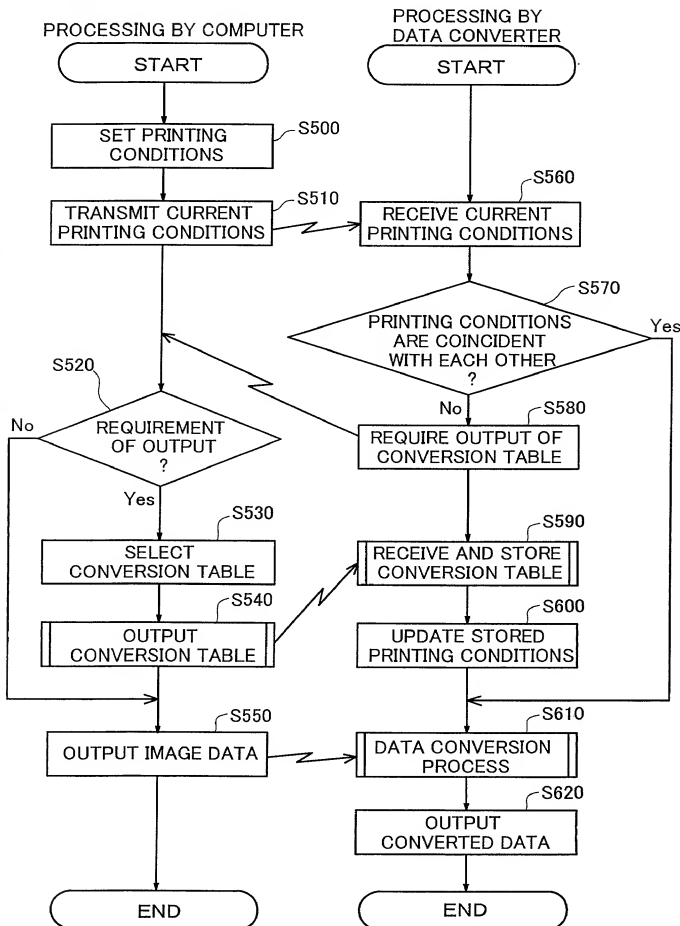 PROCESSING BY COMPUTER
START
S500
SET PRINTING
CONDITIONS
S510
TRANSMIT CURRENT
PRINTING CONDITIONS
S520
REQUIREMENT
OF OUTPUT
?
No
Yes
S530
SELECT
CONVERSION TABLE
S540
OUTPUT
CONVERSION TABLE
S550
OUTPUT IMAGE DATA
END
PROCESSING BY
DATA CONVERTER
START
S560
RECEIVE CURRENT
PRINTING CONDITIONS
S570
PRINTING CONDITIONS
ARE COINCIDENT
WITH EACH OTHER
?
Yes
No
S580
REQUIRE OUTPUT OF
CONVERSION TABLE
S590
RECEIVE AND STORE
CONVERSION TABLE
S600
UPDATE STORED
PRINTING CONDITIONS
S610
DATA CONVERSION
PROCESS
S620
OUTPUT
CONVERTED DATA
END